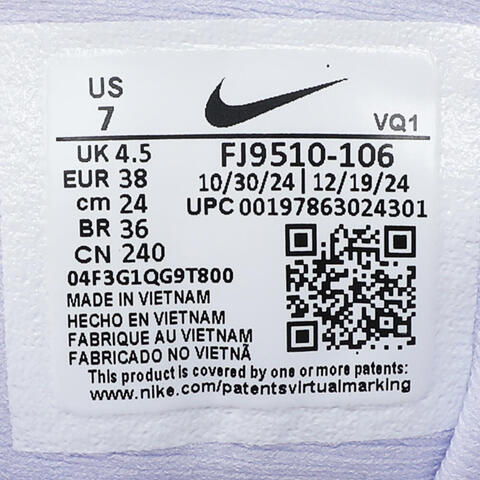 US
7
VQ1
UK 4.5
EUR 38
cm 24
BR 36
CN 240
FJ9510-106
10/30/24 | 12/19/24
UPC 00197863024301
04F3G1QG9T800
MADE IN VIETNAM
HECHO EN VIETNAM
FABRIQUE AU VIETNAM
FABRICADO NO VIETNÃ
This product is covered by one or more patents:
www.nike.com/patentsvirtualmarking